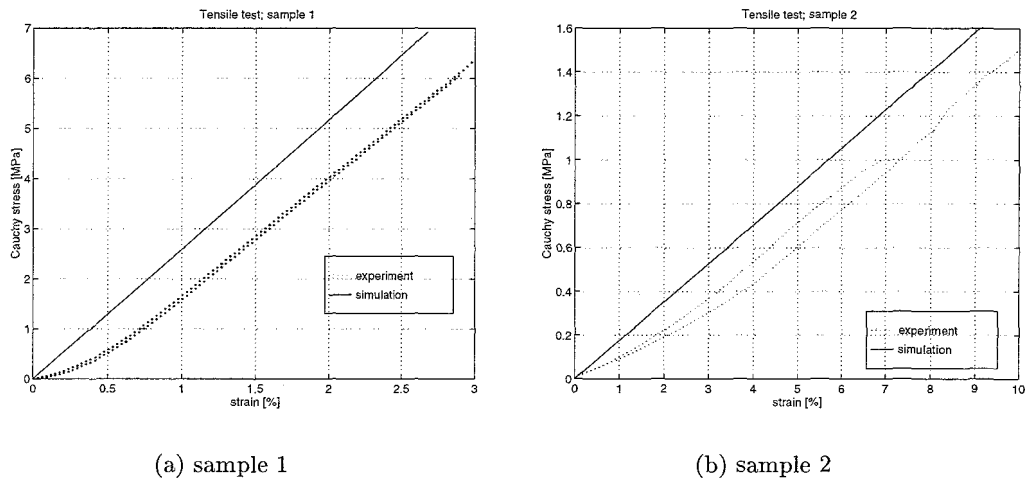 Tensile test; sample 1
7
6
5
4
3
2
1
0
Cauchy stress [MPa]
experiment
simulation
0
0.5
1
1.5
2
2.5
3
strain [%]
(a) sample 1
Tensile test; sample 2
1.6
1.4
1.2
1
0.8
0.6
0.4
0.2
0
Cauchy stress [MPa]
experiment
simulation
0
1
2
3
4
5
6
7
8
9
10
strain [%]
(b) sample 2